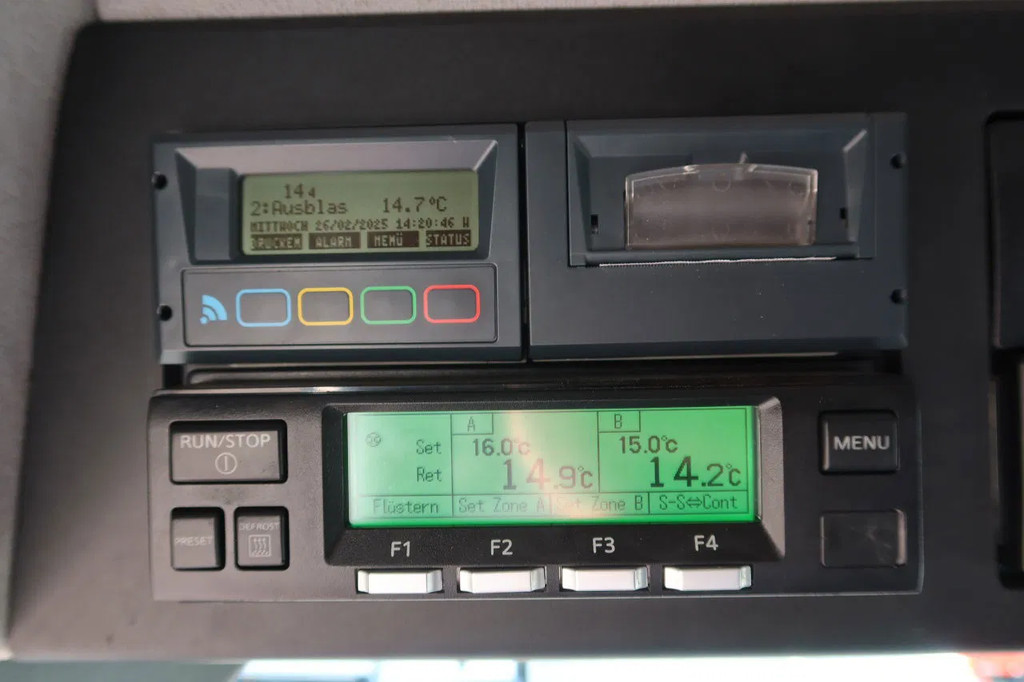 14 4
2:Ausblas 14.7°C
MITTWOCH 26/02/2025 14:20:46 W
DRUCKEN ALARM MENÜ STATUS
RUN/STOP
PRESET
DEFROST
A B
Set 16.0°C 15.0°C
Ret 14.9°C 14.2°C
Flüstern Set Zone A Set Zone B S-S⇔Cont
MENU
F1 F2 F3 F4